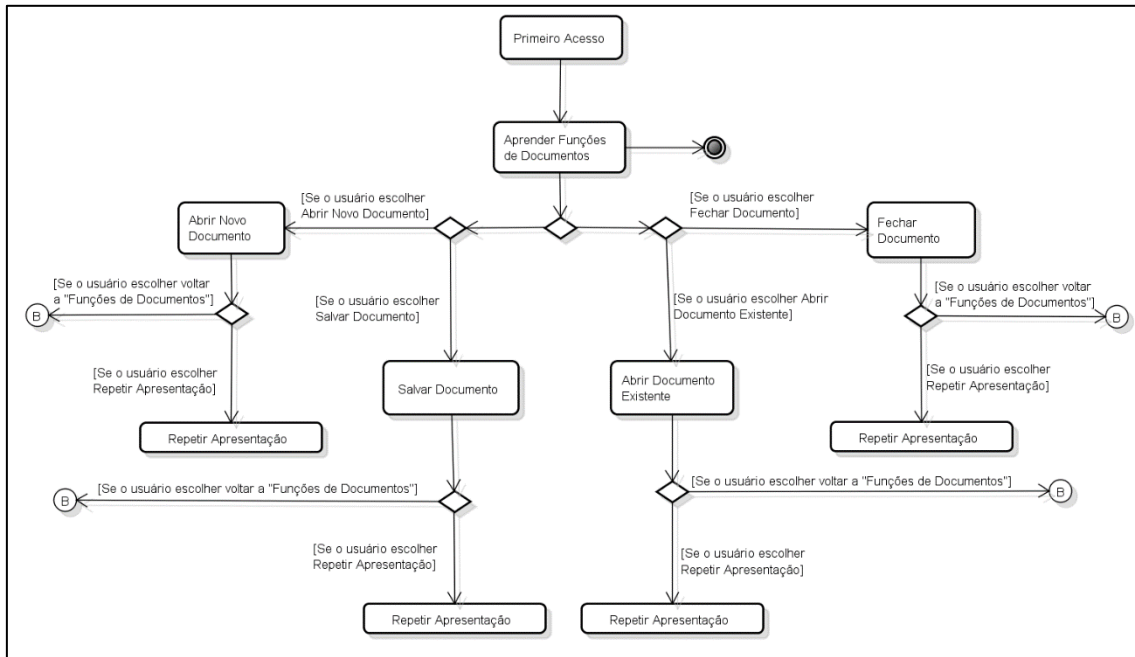 Primeiro Acesso
Aprender Funções
de Documentos
[Se o usuário escolher
Abrir Novo Documento]
[Se o usuário escolher
Fechar Documento]
Abrir Novo
Documento
Fechar
Documento
[Se o usuário escolher voltar
a "Funções de Documentos"]
B
[Se o usuário escolher
Salvar Documento]
[Se o usuário escolher Abrir
Documento Existente]
[Se o usuário escolher voltar
a "Funções de Documentos"]
B
[Se o usuário escolher
Repetir Apresentação]
Salvar Documento
Abrir Documento
Existente
[Se o usuário escolher
Repetir Apresentação]
Repetir Apresentação
Repetir Apresentação
B
[Se o usuário escolher voltar a "Funções de Documentos"]
[Se o usuário escolher voltar a "Funções de Documentos"]
B
[Se o usuário escolher
Repetir Apresentação]
[Se o usuário escolher
Repetir Apresentação]
Repetir Apresentação
Repetir Apresentação